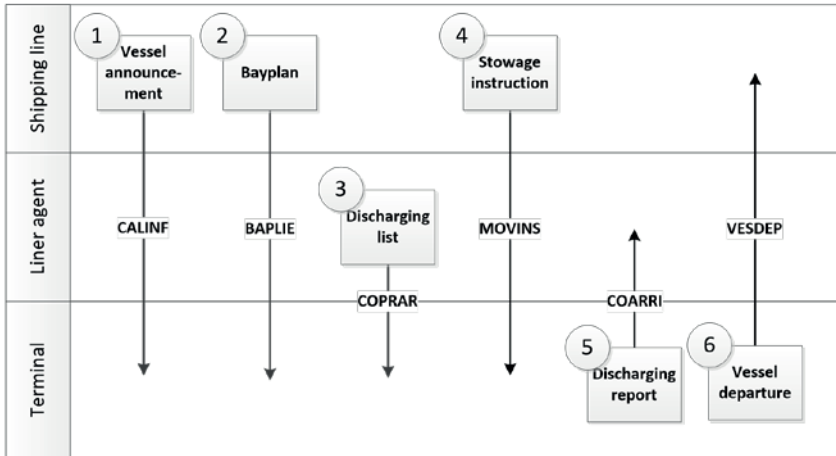 Shipping line
1
Vessel
announce-
ment
2
Bayplan
4
Stowage
instruction
Liner agent
CALINF
BAPLIE
3
Discharging
list
MOVINS
VESDEP
COPRAR
COARRI
Terminal
5
Discharging
report
6
Vessel
departure